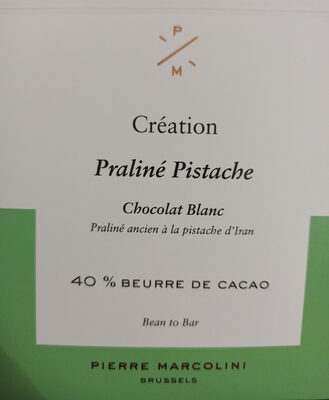 P
M
Création
Praliné Pistache
Chocolat Blanc
Praliné ancien à la pistache d'Iran
40 % BEURRE DE CACAO
Bean to Bar
PIERRE MARCOLINI
BRUSSELS